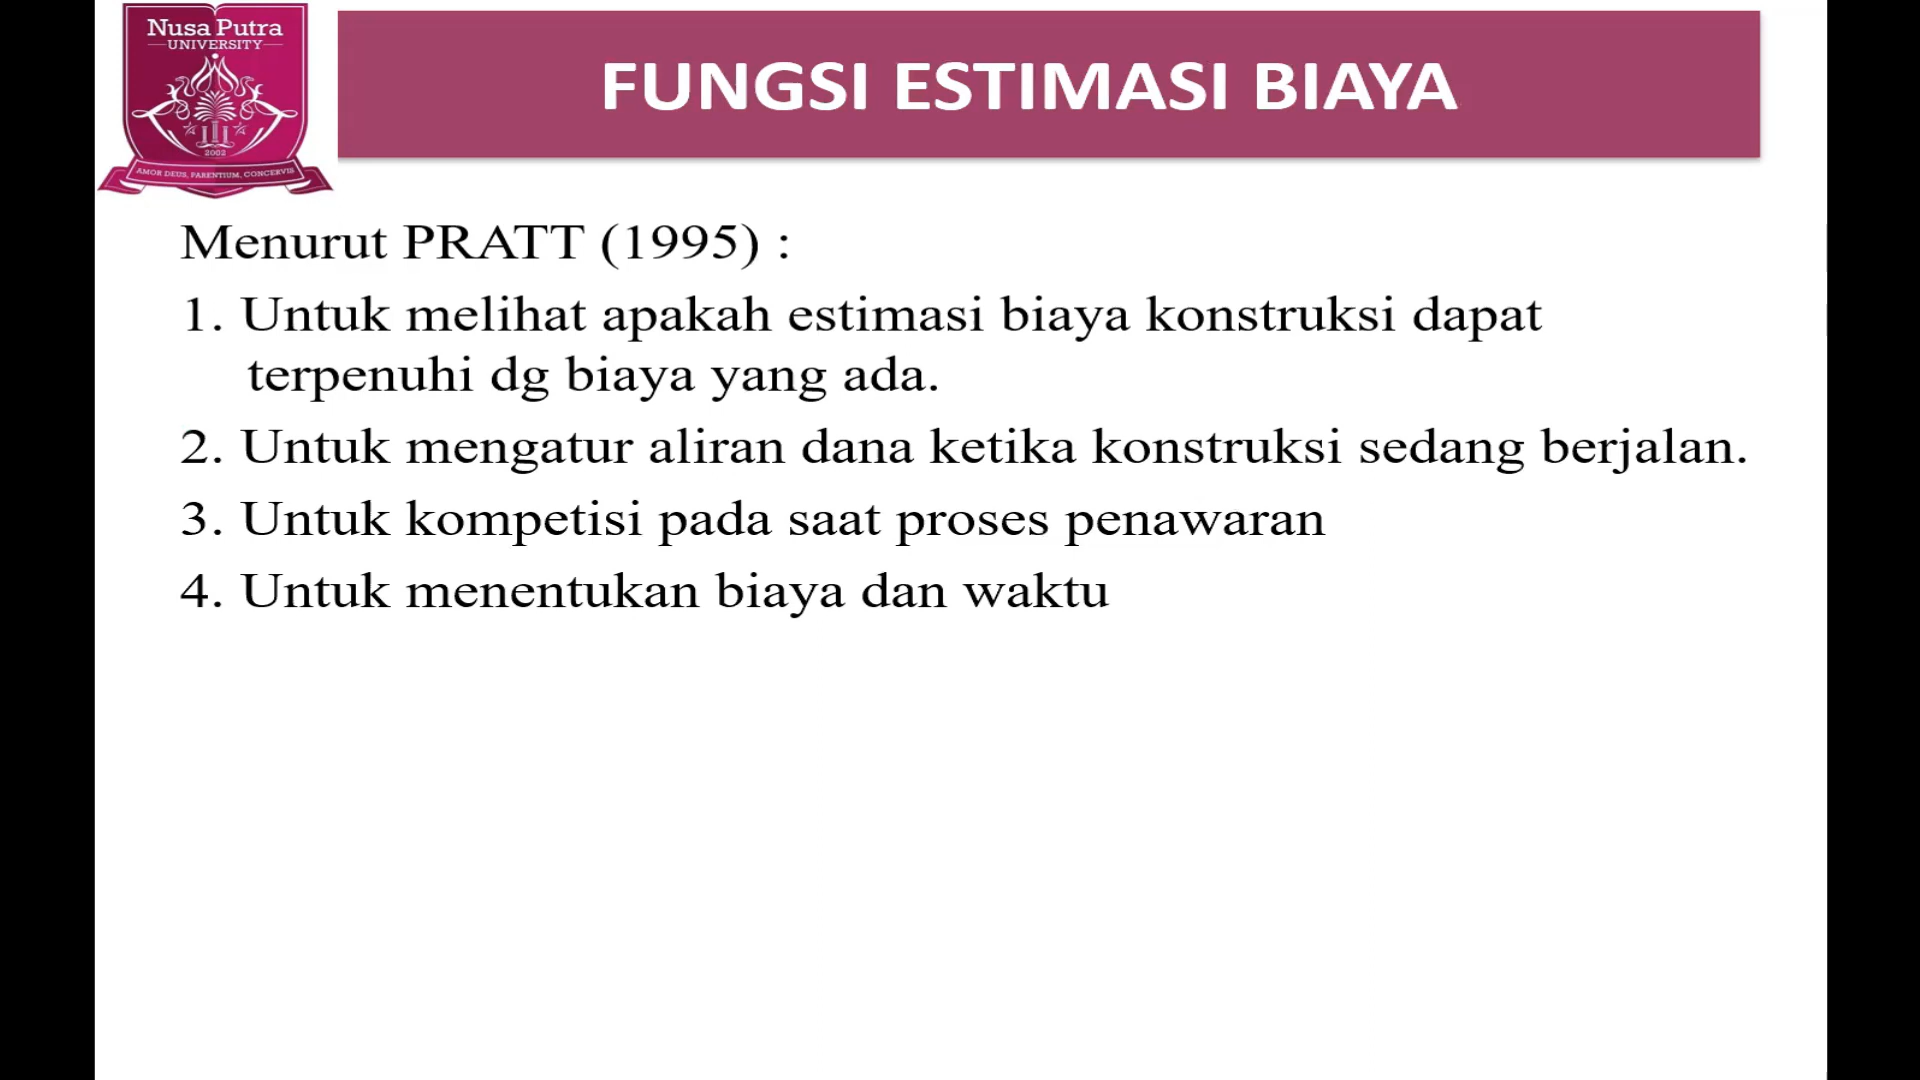 Nusa Putra
UNIVERSITY
2002
AMOR DEUS, PARENTIUM, CONCERVIS
FUNGSI ESTIMASI BIAYA
Menurut PRATT (1995) :
1. Untuk melihat apakah estimasi biaya konstruksi dapat
terpenuhi dg biaya yang ada.
2. Untuk mengatur aliran dana ketika konstruksi sedang berjalan.
3. Untuk kompetisi pada saat proses penawaran
4. Untuk menentukan biaya dan waktu